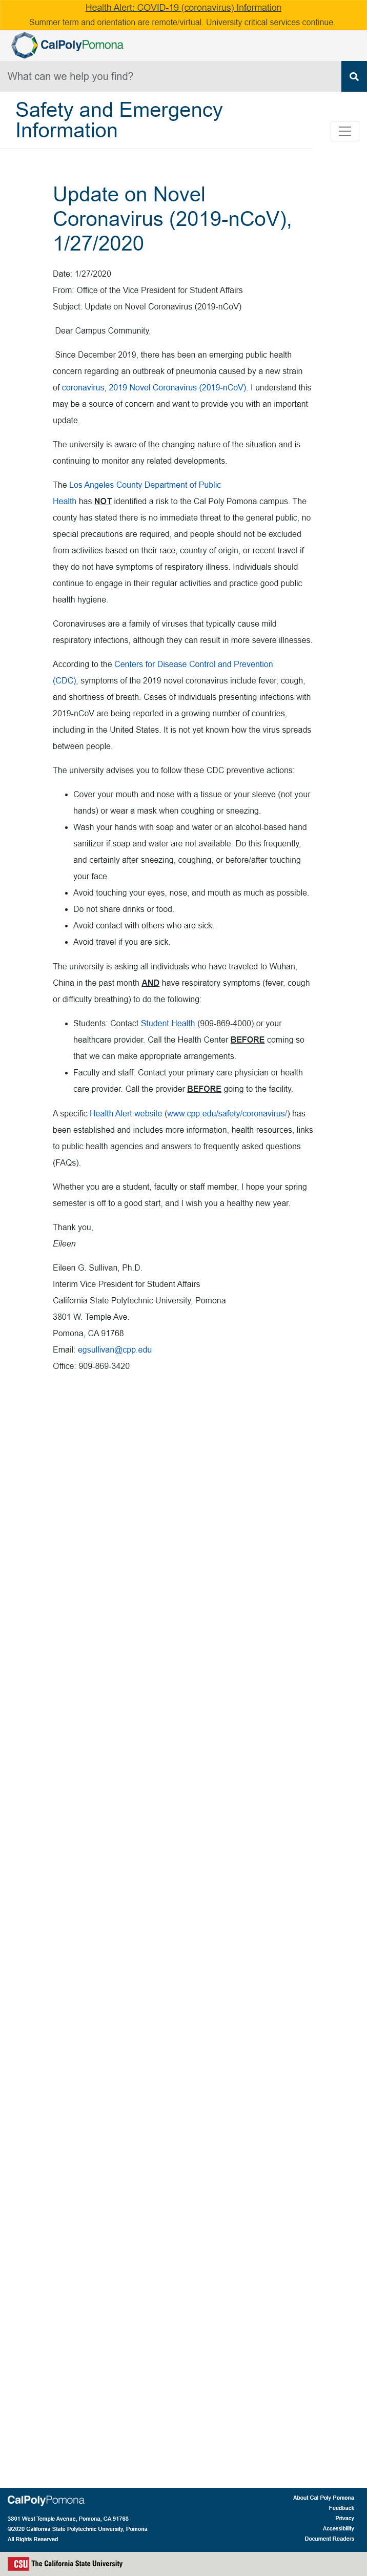 Health Alert: COVID-19 (coronavirus) Information
Summer term and orientation are remote/virtual. University critical services continue
CalPolyPomona
What can we help you find?
Safety and Emergency
Information
Update on Novel
Coronavirus (2019-nCoV),
1/27/2020
Date: 1/27/2020
From: Office of the Vice President for Student Affairs
Subject: Update on Novel Coronavirus (2019-nCoV)
Dear Campus Community,
Since December 2019, there has been an emerging public health
concern regarding an outbreak of pneumonia caused by a new strain
of coronavirus, 2019 Novel Coronavirus (2019-nCoV). I understand this
may be a source of concern and want to provide you with an important
update.
The university is aware of the changing nature of the situation and is
continuing to monitor any related developments.
The Los Angeles County Department of Public
Health has NOT identified a risk to the Cal Poly Pomona campus. The
county has stated there is no immediate threat to the general public, no
special precautions are required, and people should not be excluded
from activities based on their race, country of origin, or recent travel if
they do not have symptoms of respiratory illness. Individuals should
continue to engage in their regular activities and practice good public
health hygiene.
Coronaviruses are a family of viruses that typically cause mild
respiratory infections, although they can result in more severe illnesses.
According to the Centers for Disease Control and Prevention
(CDC), symptoms of the 2019 novel coronavirus include fever, cough,
and shortness of breath. Cases of individuals presenting infections with
2019-nCoV are being reported in a growing number of countries,
including in the United States. It is not yet known how the virus spreads
between people.
The university advises you to follow these CDC preventive actions:
• Cover your mouth and nose with a tissue or your sleeve (not your
hands) or wear a mask when coughing or sneezing.
• Wash your hands with soap and water or an alcohol-based hand
sanitizer if soap and water are not available. Do this frequently,
and certainly after sneezing, coughing, or before/after touching
your face.
• Avoid touching your eyes, nose, and mouth as much as possible.
• Do not share drinks or food.
• Avoid contact with others who are sick.
• Avoid travel if you are sick.
The university is asking all individuals who have traveled to Wuhan,
China in the past month AND have respiratory symptoms (fever, cough
or difficulty breathing) to do the following:
• Students: Contact Student Health (909-869-4000) or your
healthcare provider. Call the Health Center BEFORE coming so
that we can make appropriate arrangements.
• Faculty and staff: Contact your primary care physician or health
care provider. Call the provider BEFORE going to the facility.
A specific Health Alert website (www.cpp.edu/safety/coronavirus/) has
been established and includes more information, health resources, links
to public health agencies and answers to frequently asked questions
(FAQs).
Whether you are a student, faculty or staff member, I hope your spring
semester is off to a good start, and I wish you a healthy new year.
Thank you,
Eileen
Eileen G. Sullivan, Ph.D.
Interim Vice President for Student Affairs
California State Polytechnic University, Pomona
3801 W. Temple Ave.
Pomona, CA 91768
Email: egsullivan@cpp.edu
Office: 909-869-3420
CalPolyPomona
3801 West Temple Avenue, Pomona, CA 91768
©2020 California State Polytechnic University, Pomona
All Rights Reserved
About Cal Poly Pomona
Feedback
Privacy
Accessibility
Document Readers
CSU The California State University